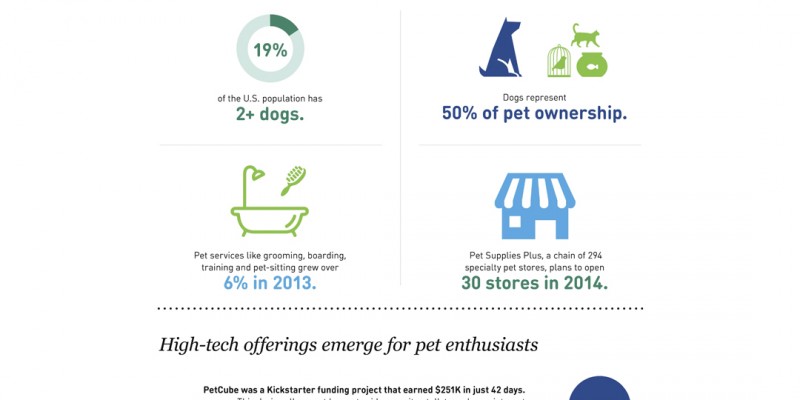 19%
of the U.S. population has
2+ dogs.
Dogs represent
50% of pet ownership.
Pet services like grooming, boarding,
training and pet-sitting grew over
6% in 2013.
Pet Supplies Plus, a chain of 294
specialty pet stores, plans to open
30 stores in 2014.
High-tech offerings emerge for pet enthusiasts
PetCube was a Kickstarter funding project that earned $251K in just 42 days.